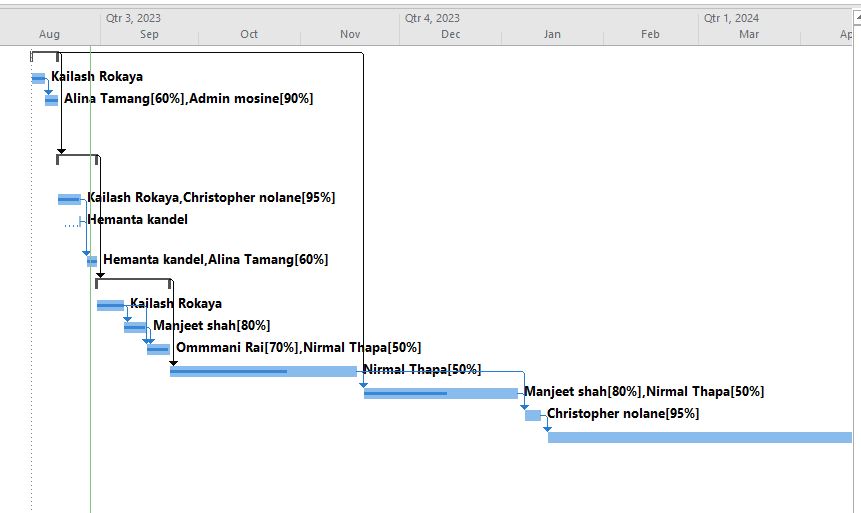 Qtr 3, 2023 Qtr 4, 2023 Qtr 1, 2024
Aug Sep Oct Nov Dec Jan Feb Mar Ap
Kailash Rokaya
Alina Tamang[60%],Admin mosine[90%]
Kailash Rokaya,Christopher nolane[95%]
Hemanta kandel
Hemanta kandel,Alina Tamang[60%]
Kailash Rokaya
Manjeet shah[80%]
Ommmani Rai[70%],Nirmal Thapa[50%]
Nirmal Thapa[50%]
Manjeet shah[80%],Nirmal Thapa[50%]
Christopher nolane[95%]